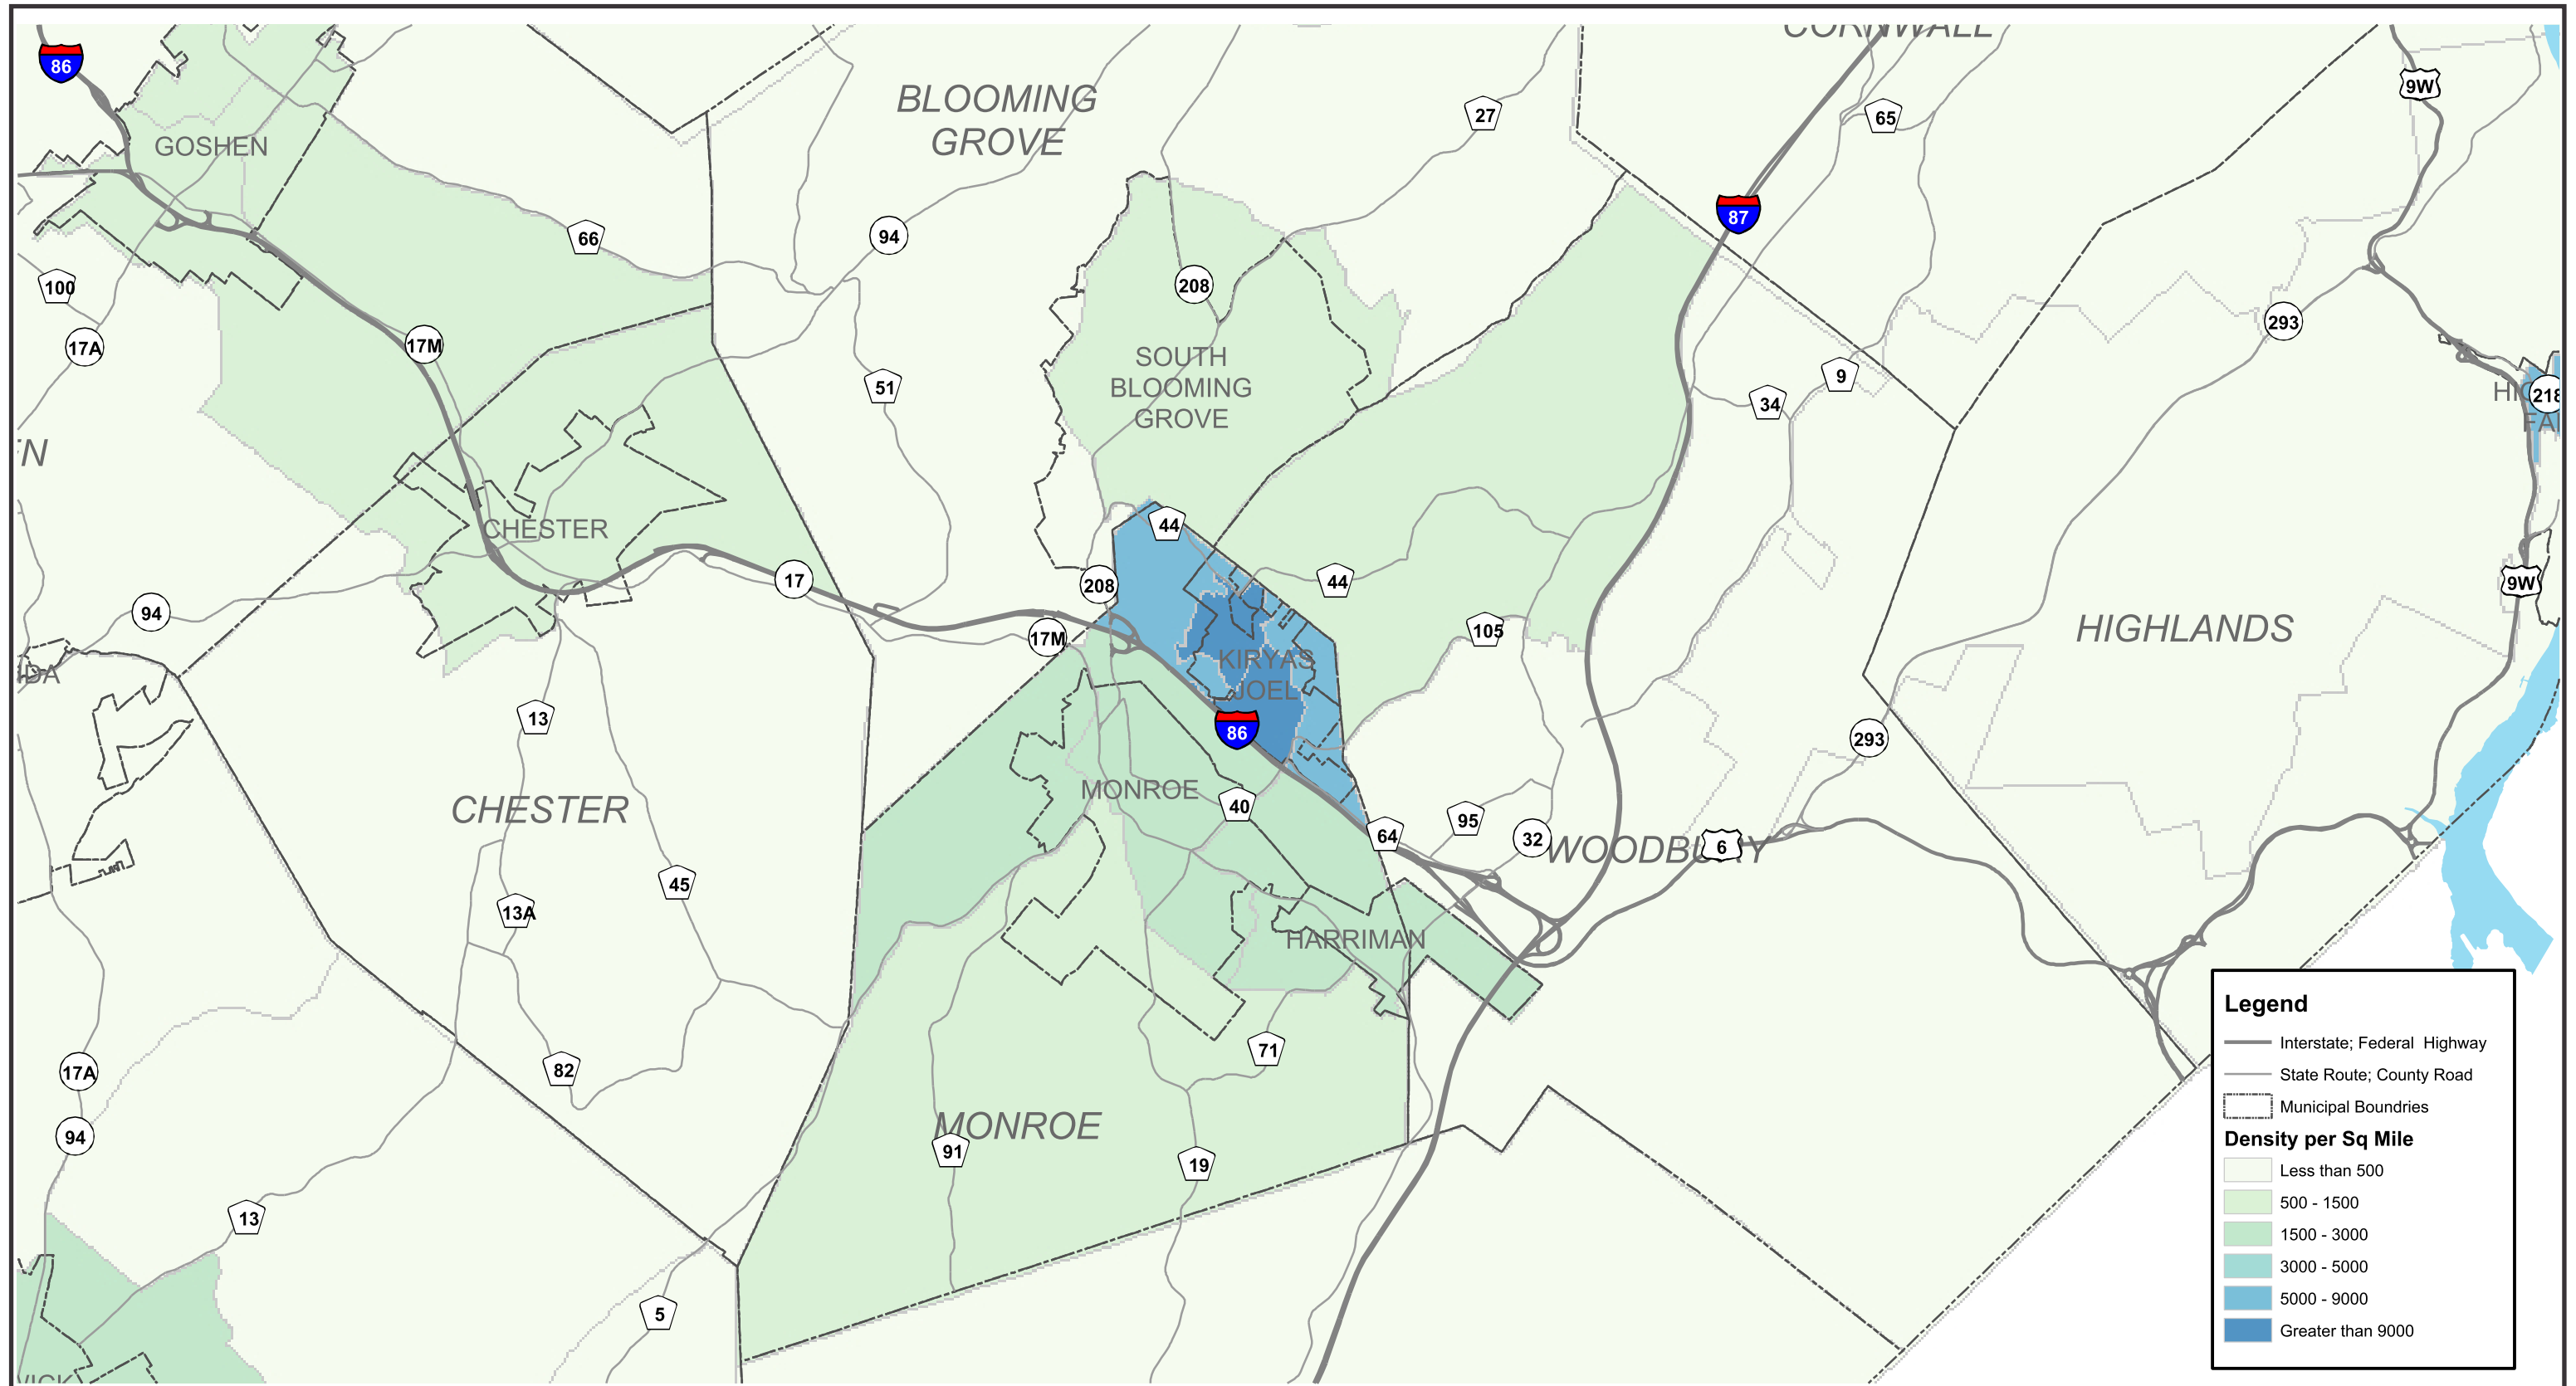 CORNWALL
86
9W
BLOOMING
GROVE
27
65
GOSHEN
87
66
94
208
100
293
17A
17M
SOUTH
BLOOMING
GROVE
51
9
34
218
CHESTER
44
17
208
44
94
9W
17M
105
HIGHLANDS
KIRYAS
JOEL
13
86
293
MONROE
40
CHESTER
64
95
32
WOODBURY
6
45
13A
HARRIMAN
17A
82
71
MONROE
94
91
19
13
5
Legend
Interstate; Federal  Highway
State Route; County Road
Municipal Boundries
Density per Sq Mile
Less than 500
500 - 1500
1500 - 3000
3000 - 5000
5000 - 9000
Greater than 9000